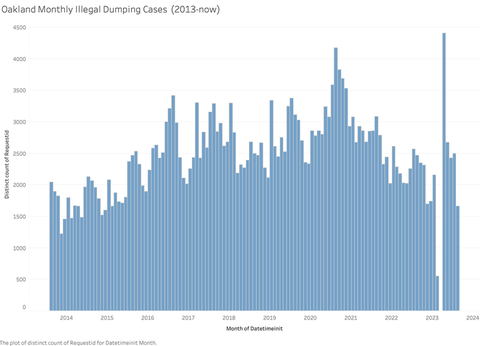 Oakland Monthly Illegal Dumping Cases (2013-now)
4500
4000
3500
3000
2500
2000
1500
1000
500
0
Distinct count of Requestid
2014 2015 2016 2017 2018 2019 2020 2021 2022 2023 2024
Month of Datetimeinit
The plot of distinct count of Requestid for Datetimeinit Month.